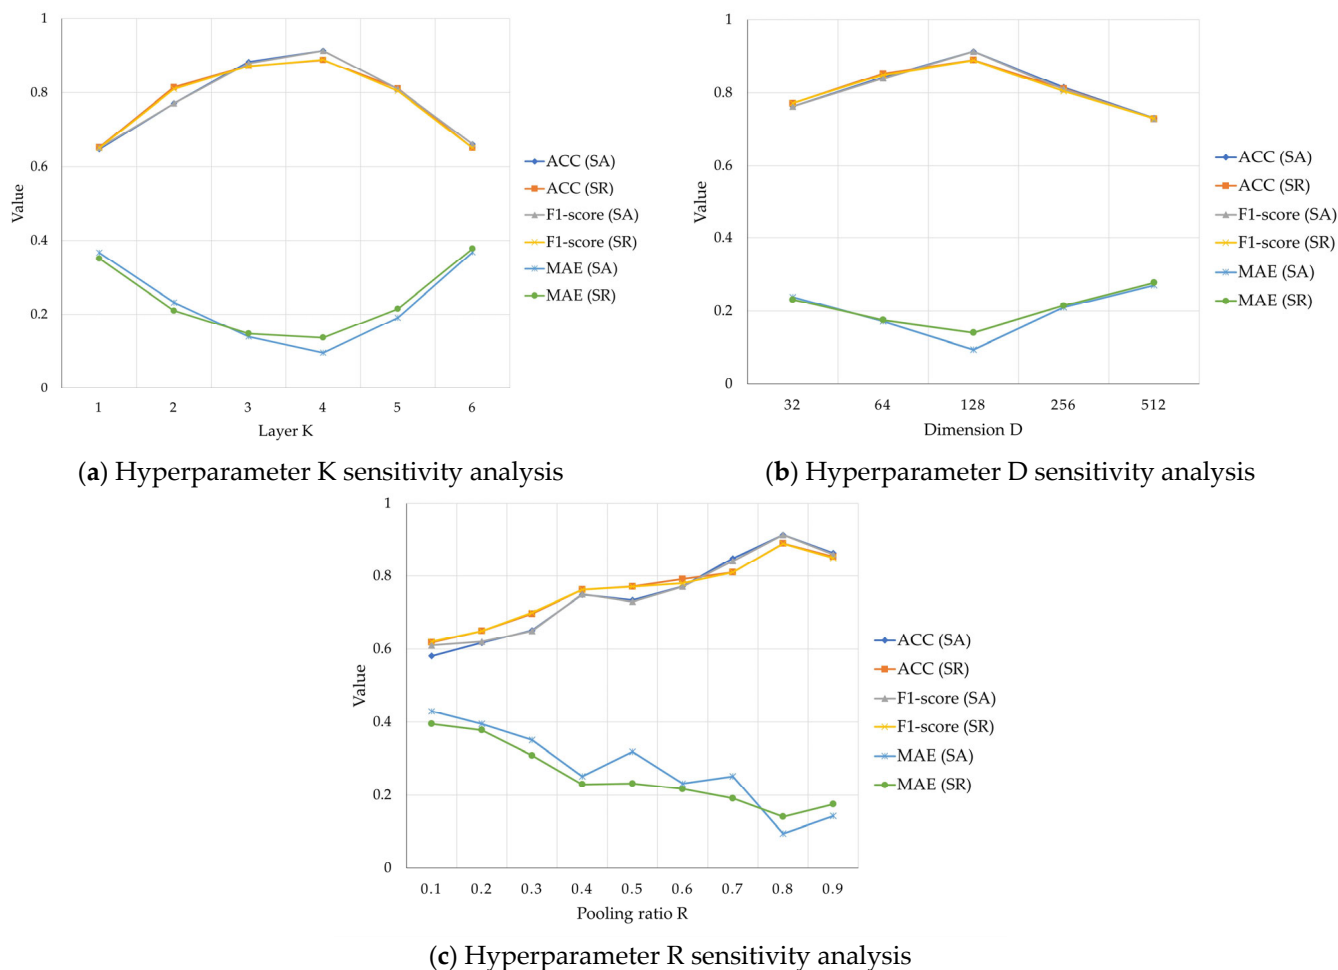 1
0.8
0.6
0.4
0.2
0
Value
1 2 3 4 5 6
Layer K
ACC (SA)
ACC (SR)
F1-score (SA)
F1-score (SR)
MAE (SA)
MAE (SR)
(a) Hyperparameter K sensitivity analysis
1
0.8
0.6
0.4
0.2
0
Value
32 64 128 256 512
Dimension D
ACC (SA)
ACC (SR)
F1-score (SA)
F1-score (SR)
MAE (SA)
MAE (SR)
(b) Hyperparameter D sensitivity analysis
1
0.8
0.6
0.4
0.2
0
Value
0.1 0.2 0.3 0.4 0.5 0.6 0.7 0.8 0.9
Pooling ratio R
ACC (SA)
ACC (SR)
F1-score (SA)
F1-score (SR)
MAE (SA)
MAE (SR)
(c) Hyperparameter R sensitivity analysis